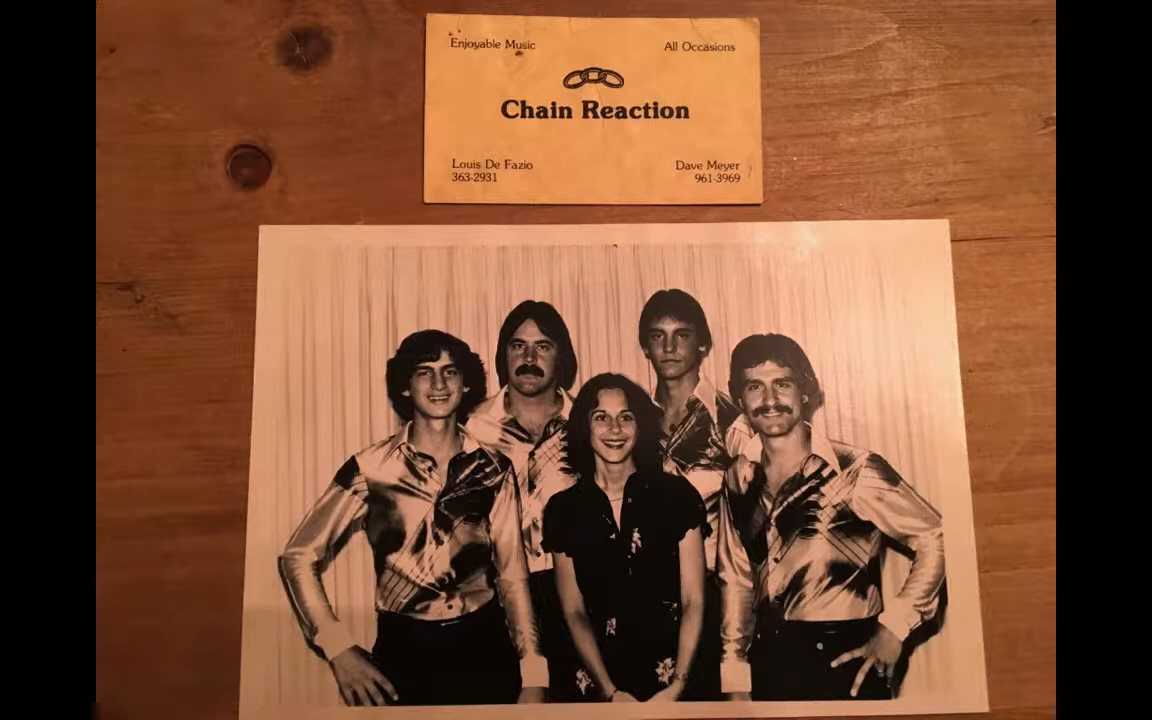 Enjoyable Music
All Occasions
Chain Reaction
Louis De Fazio
363-2931
Dave Meyer
961-3969